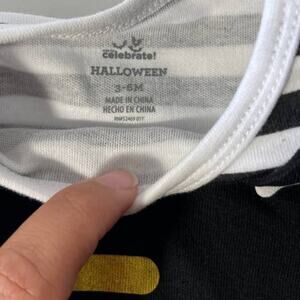 celebrate!
HALLOWEEN
3-6M
MADE IN CHINA
HECHO EN CHINA